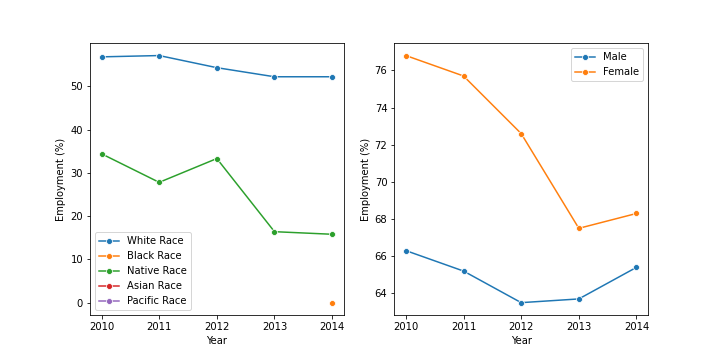 Employment (%)
50
40
30
20
10
0
White Race
Black Race
Native Race
Asian Race
Pacific Race
2010 2011 2012 2013 2014
Year
Employment (%)
76
74
72
70
68
66
64
Male
Female
2010 2011 2012 2013 2014
Year